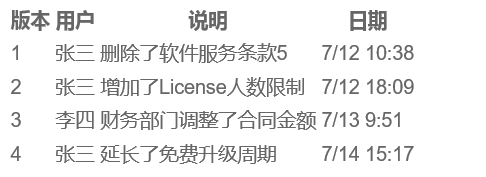 版本 用户 说明 日期
1 张三 删除了软件服务条款5 7/12 10:38
2 张三 增加了License人数限制 7/12 18:09
3 李四 财务部门调整了合同金额 7/13 9:51
4 张三 延长了免费升级周期 7/14 15:17